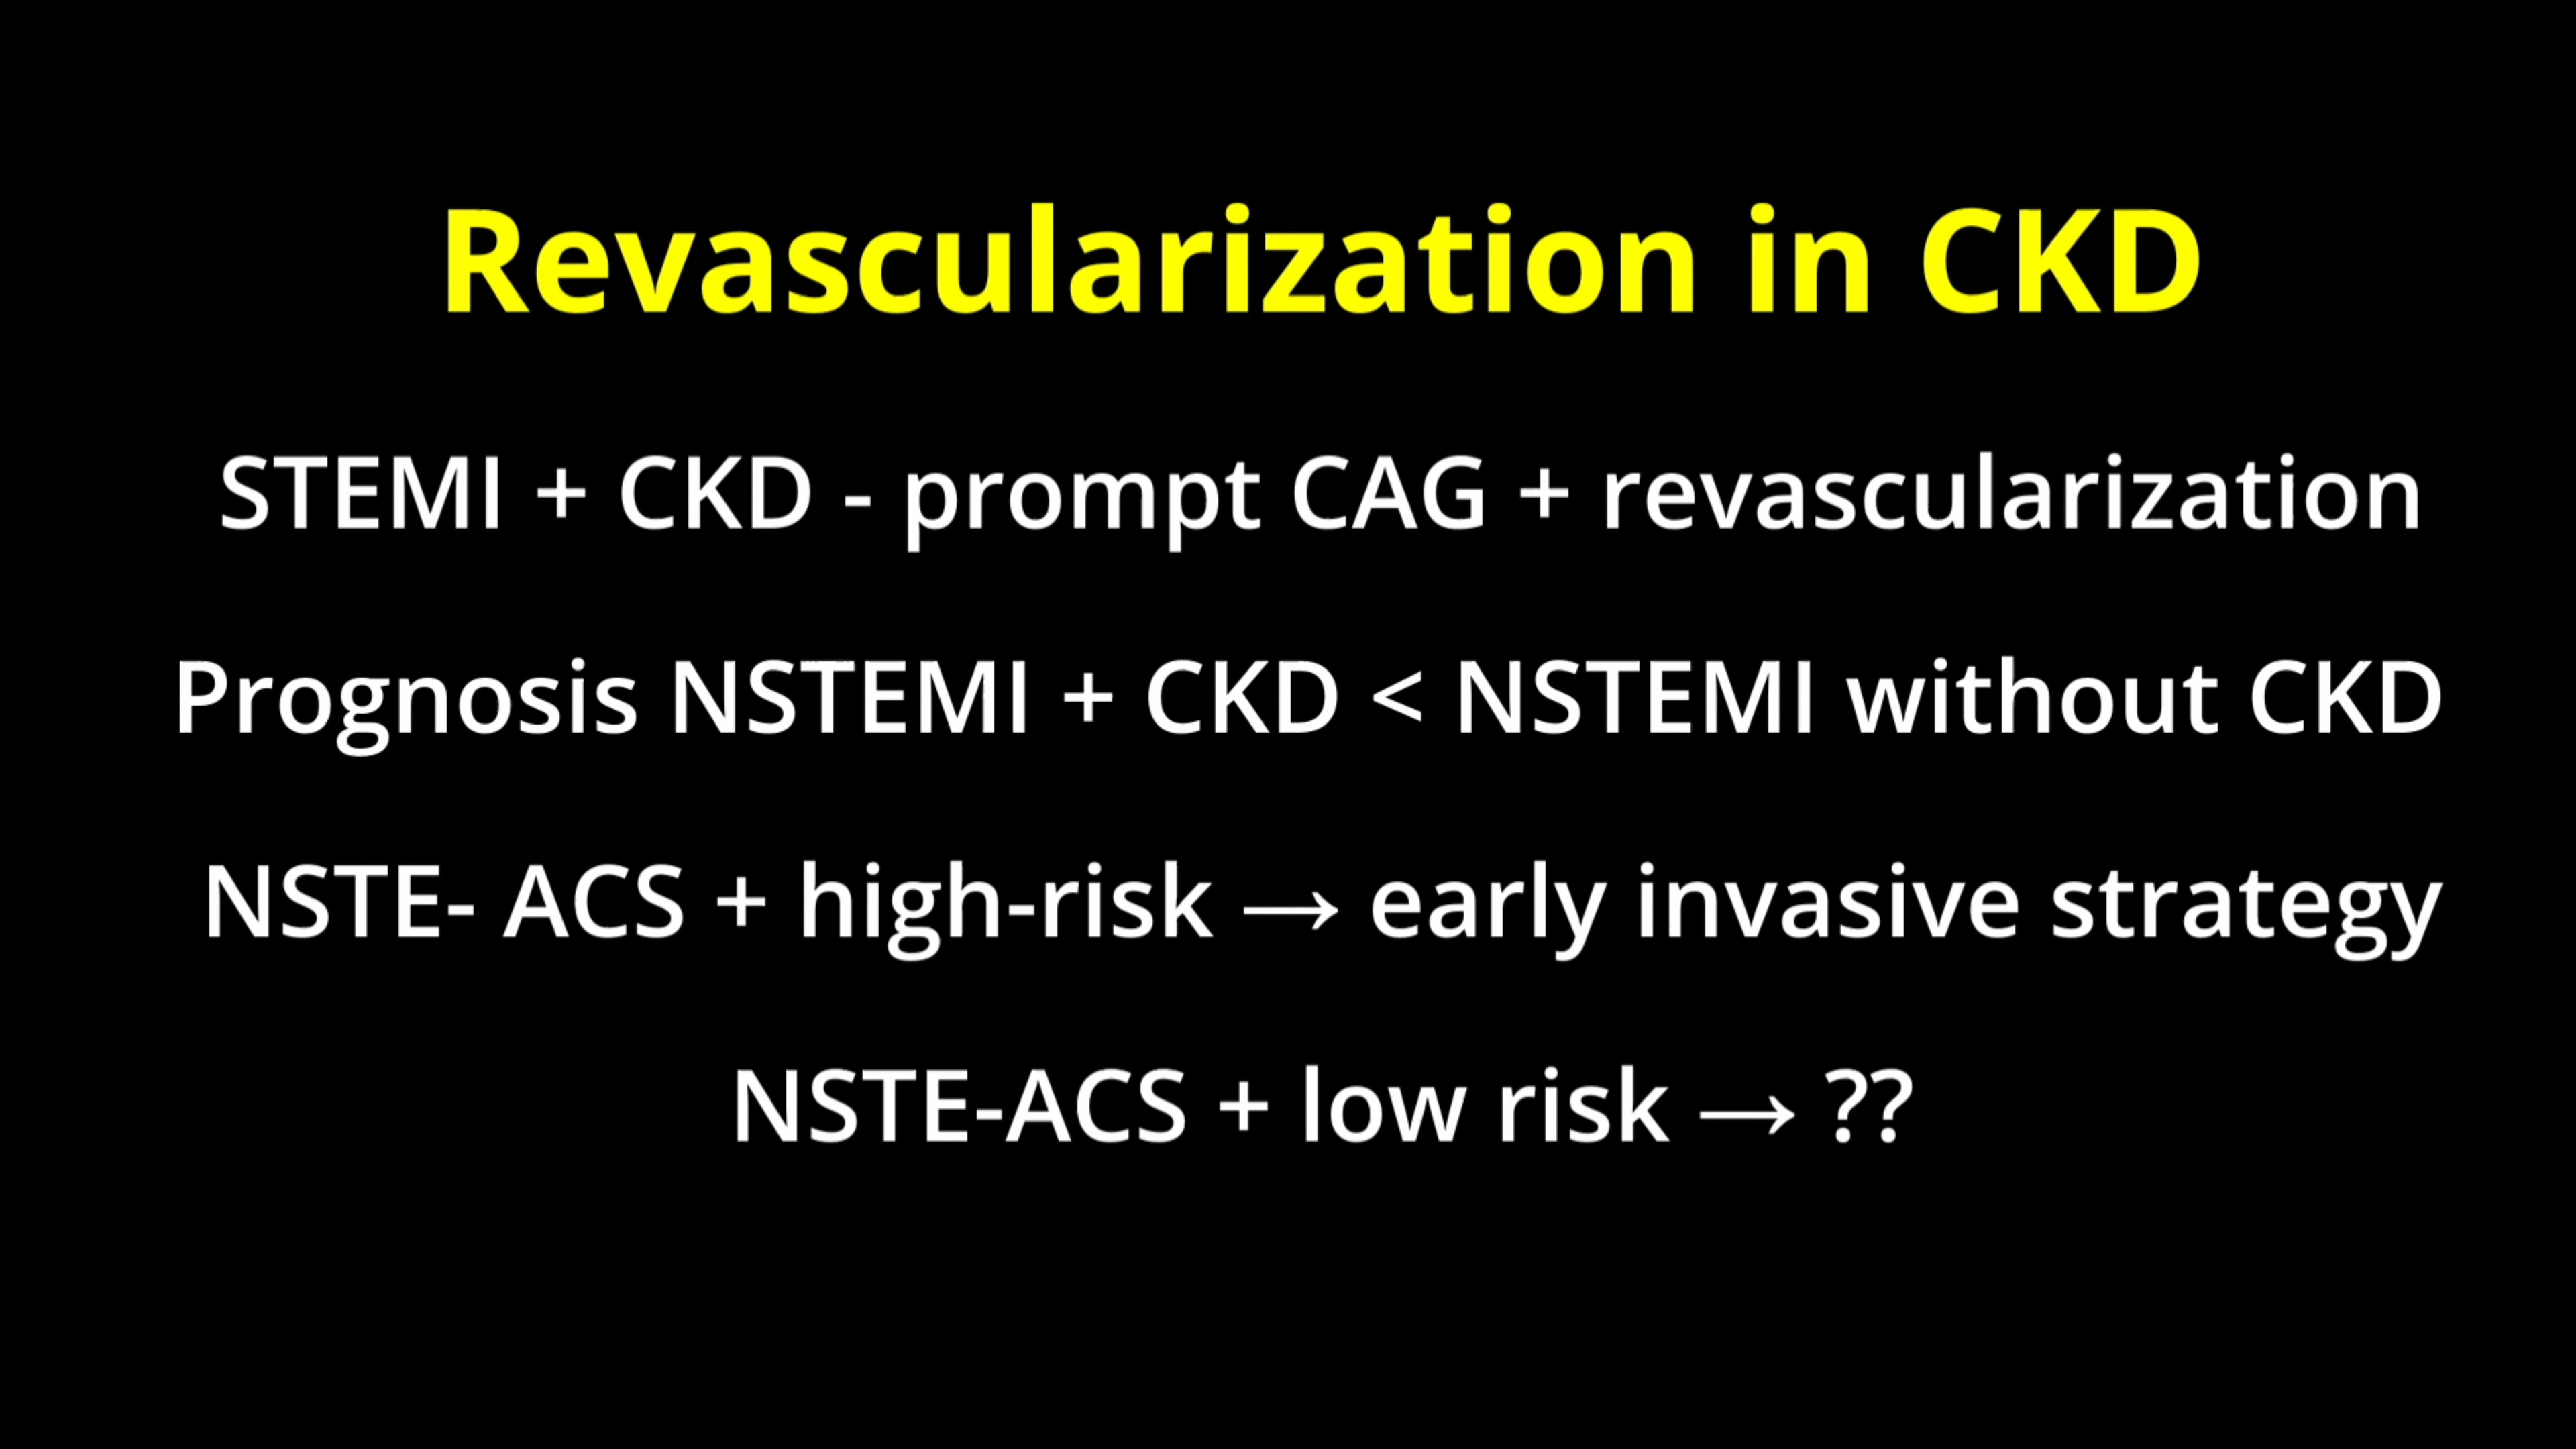 Revascularization in CKD
STEMI + CKD - prompt CAG + revascularization
Prognosis NSTEMI + CKD < NSTEMI without CKD
NSTE- ACS + high-risk → early invasive strategy
NSTE-ACS + low risk → ??